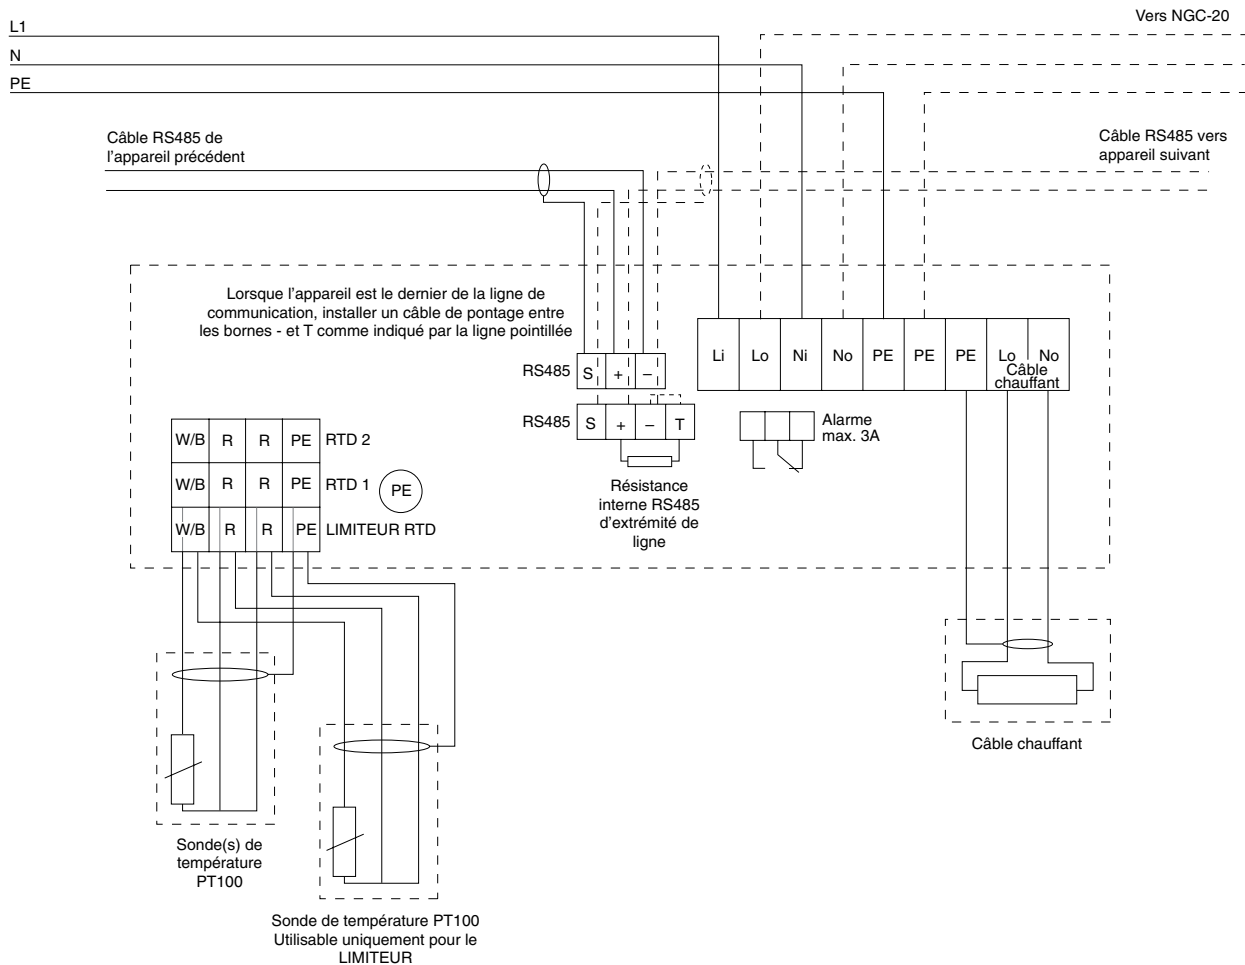 Vers NGC-20
L1
N
PE
Câble RS485 de
l'appareil précédent
Câble RS485 vers
appareil suivant
Lorsque l'appareil est le dernier de la ligne de
communication, installer un câble de pontage entre
les bornes - et T comme indiqué par la ligne pointillée
Li Lo Ni No PE PE PE Lo No
Câble
chauffant
RS485 S + –
RS485 S + – T
Alarme
max. 3A
Résistance
interne RS485
d'extrémité de
ligne
W/B R R PE RTD 2
W/B R R PE RTD 1
PE
W/B R R PE LIMITEUR RTD
Câble chauffant
Sonde(s) de
température
PT100
Sonde de température PT100
Utilisable uniquement pour le
LIMITEUR